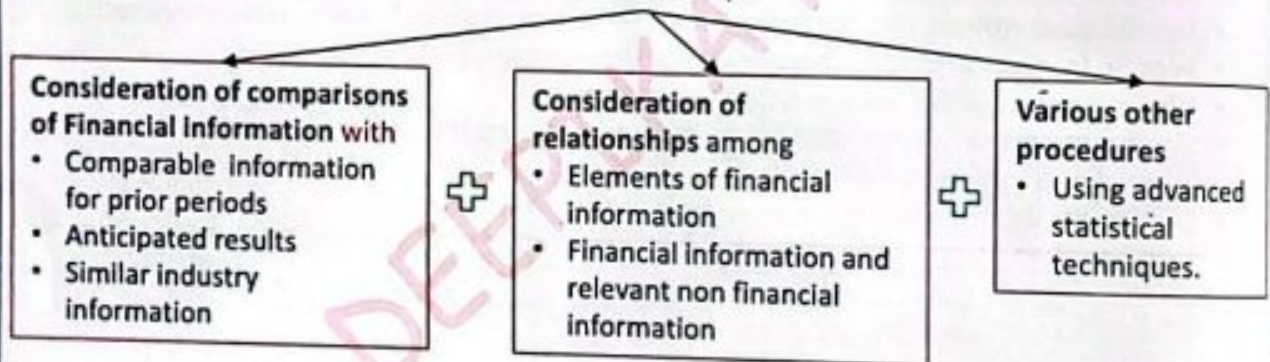 Consideration of comparisons
of Financial Information with
• Comparable information
for prior periods
• Anticipated results
• Similar industry
information
Consideration of
relationships among
• Elements of financial
information
• Financial information and
relevant non financial
information
Various other
procedures
• Using advanced
statistical
techniques.